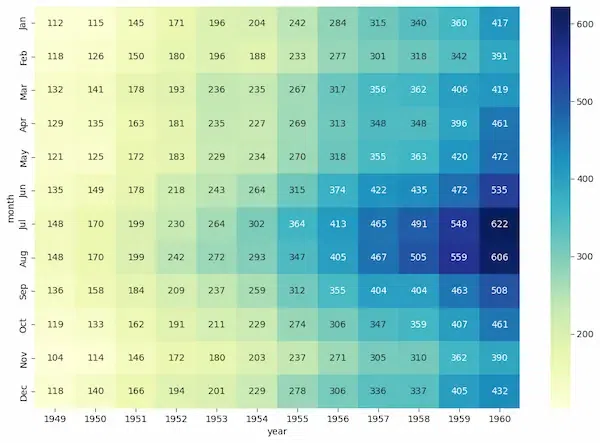 Jan 112 115 145 171 196 204 242 284 315 340 360 417
Feb 118 126 150 180 196 188 233 277 301 318 342 391
Mar 132 141 178 193 236 235 267 317 356 362 406 419
Apr 129 135 163 181 235 227 269 313 348 348 396 461
May 121 125 172 183 229 234 270 318 355 363 420 472
Jun 135 149 178 218 243 264 315 374 422 435 472 535
Jul 148 170 199 230 264 302 364 413 465 491 548 622
Aug 148 170 199 242 272 293 347 405 467 505 559 606
Sep 136 158 184 209 237 259 312 355 404 404 463 508
Oct 119 133 162 191 211 229 274 306 347 359 407 461
Nov 104 114 146 172 180 203 237 271 305 310 362 390
Dec 118 140 166 194 201 229 278 306 336 337 405 432
1949 1950 1951 1952 1953 1954 1955 1956 1957 1958 1959 1960
year
month
600
500
400
300
200